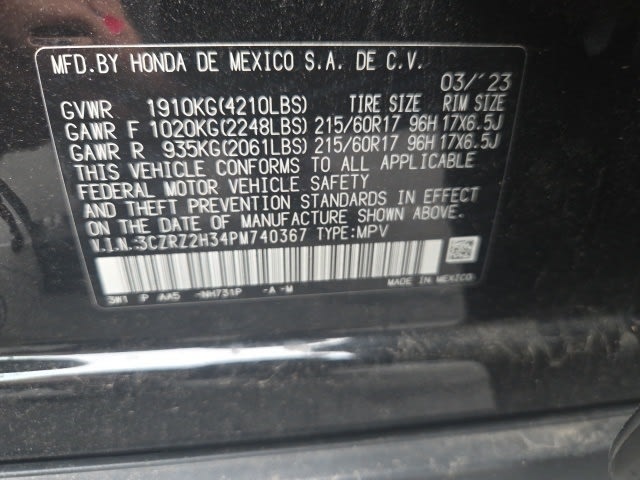 MFD.BY HONDA DE MEXICO S.A. DE C.V.
03/'23
GVWR 1910KG(4210LBS) TIRE SIZE RIM SIZE
GAWR F 1020KG(2248LBS) 215/60R17 96H 17X6.5J
GAWR R 935KG(2061LBS) 215/60R17 96H 17X6.5J
THIS VEHICLE CONFORMS TO ALL APPLICABLE
FEDERAL MOTOR VEHICLE SAFETY
AND THEFT PREVENTION STANDARDS IN EFFECT
ON THE DATE OF MANUFACTURE SHOWN ABOVE.
V.I.N.:3CZRZ2H34PM740367 TYPE:MPV
3W1 P AA5 -NH731P -A -M
MADE IN MEXICO